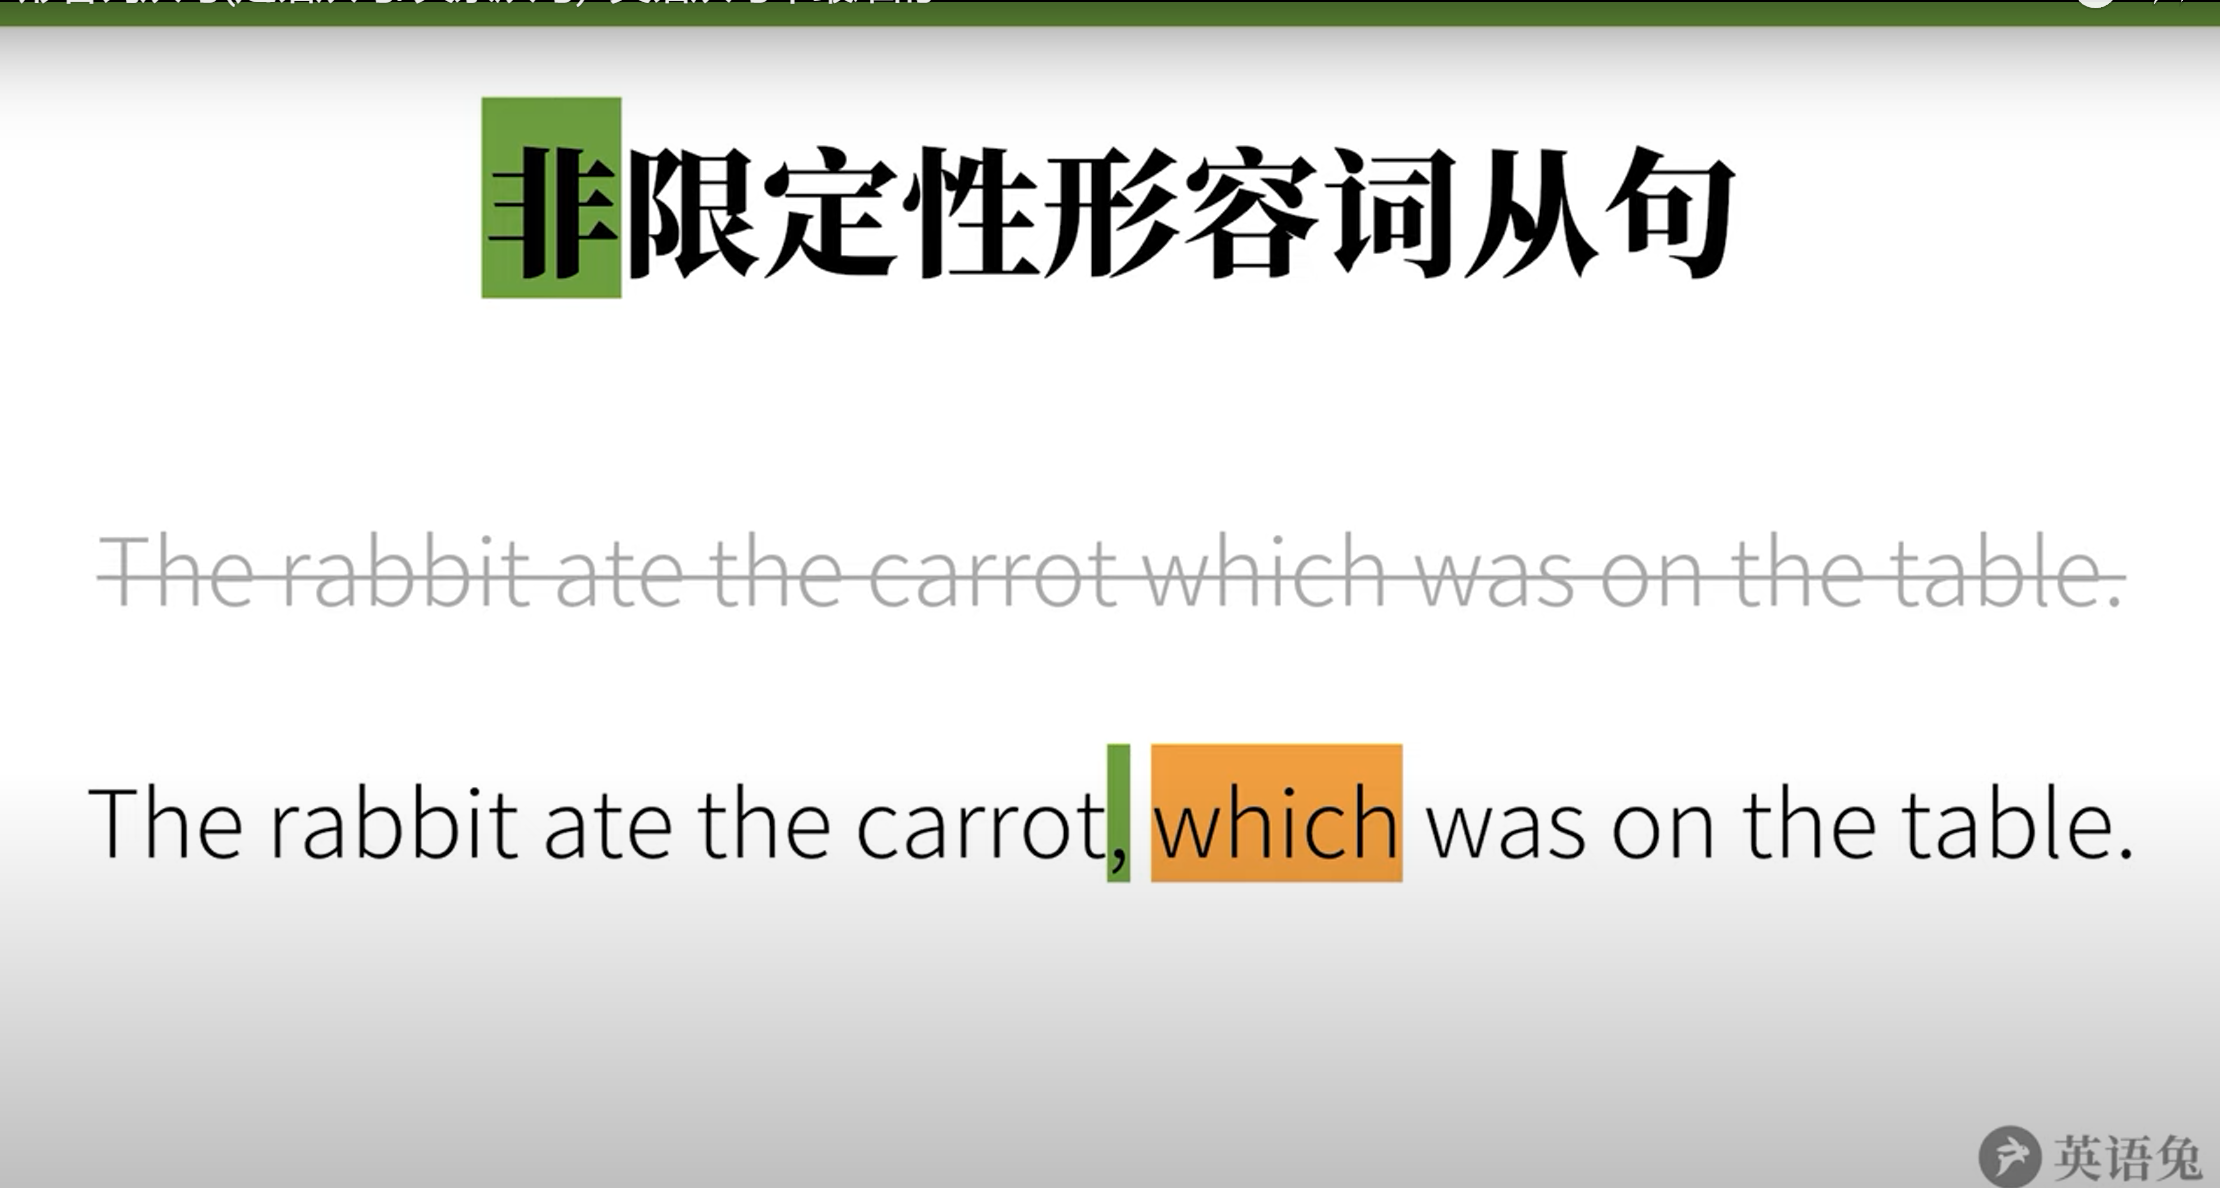 非限定性形容词从句
The rabbit ate the carrot which was on the table.
The rabbit ate the carrot, which was on the table.
英语兔